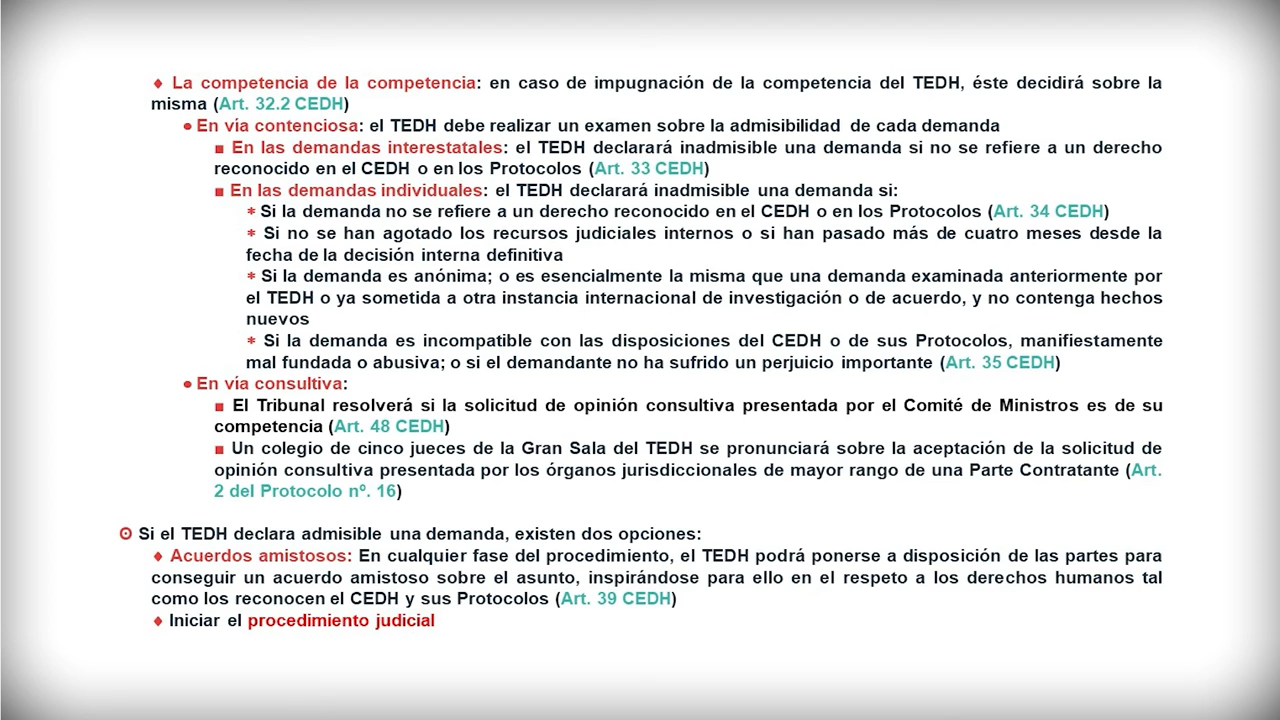 ♦ La competencia de la competencia: en caso de impugnación de la competencia del TEDH, éste decidirá sobre la
misma (Art. 32.2 CEDH)
● En vía contenciosa: el TEDH debe realizar un examen sobre la admisibilidad de cada demanda
■ En las demandas interestatales: el TEDH declarará inadmisible una demanda si no se refiere a un derecho
reconocido en el CEDH o en los Protocolos (Art. 33 CEDH)
■ En las demandas individuales: el TEDH declarará inadmisible una demanda si:
* Si la demanda no se refiere a un derecho reconocido en el CEDH o en los Protocolos (Art. 34 CEDH)
* Si no se han agotado los recursos judiciales internos o si han pasado más de cuatro meses desde la
fecha de la decisión interna definitiva
* Si la demanda es anónima; o es esencialmente la misma que una demanda examinada anteriormente por
el TEDH o ya sometida a otra instancia internacional de investigación o de acuerdo, y no contenga hechos
nuevos
* Si la demanda es incompatible con las disposiciones del CEDH o de sus Protocolos, manifiestamente
mal fundada o abusiva; o si el demandante no ha sufrido un perjuicio importante (Art. 35 CEDH)
● En vía consultiva:
■ El Tribunal resolverá si la solicitud de opinión consultiva presentada por el Comité de Ministros es de su
competencia (Art. 48 CEDH)
■ Un colegio de cinco jueces de la Gran Sala del TEDH se pronunciará sobre la aceptación de la solicitud de
opinión consultiva presentada por los órganos jurisdiccionales de mayor rango de una Parte Contratante (Art.
2 del Protocolo nº. 16)
⊙ Si el TEDH declara admisible una demanda, existen dos opciones:
♦ Acuerdos amistosos: En cualquier fase del procedimiento, el TEDH podrá ponerse a disposición de las partes para
conseguir un acuerdo amistoso sobre el asunto, inspirándose para ello en el respeto a los derechos humanos tal
como los reconocen el CEDH y sus Protocolos (Art. 39 CEDH)
♦ Iniciar el procedimiento judicial